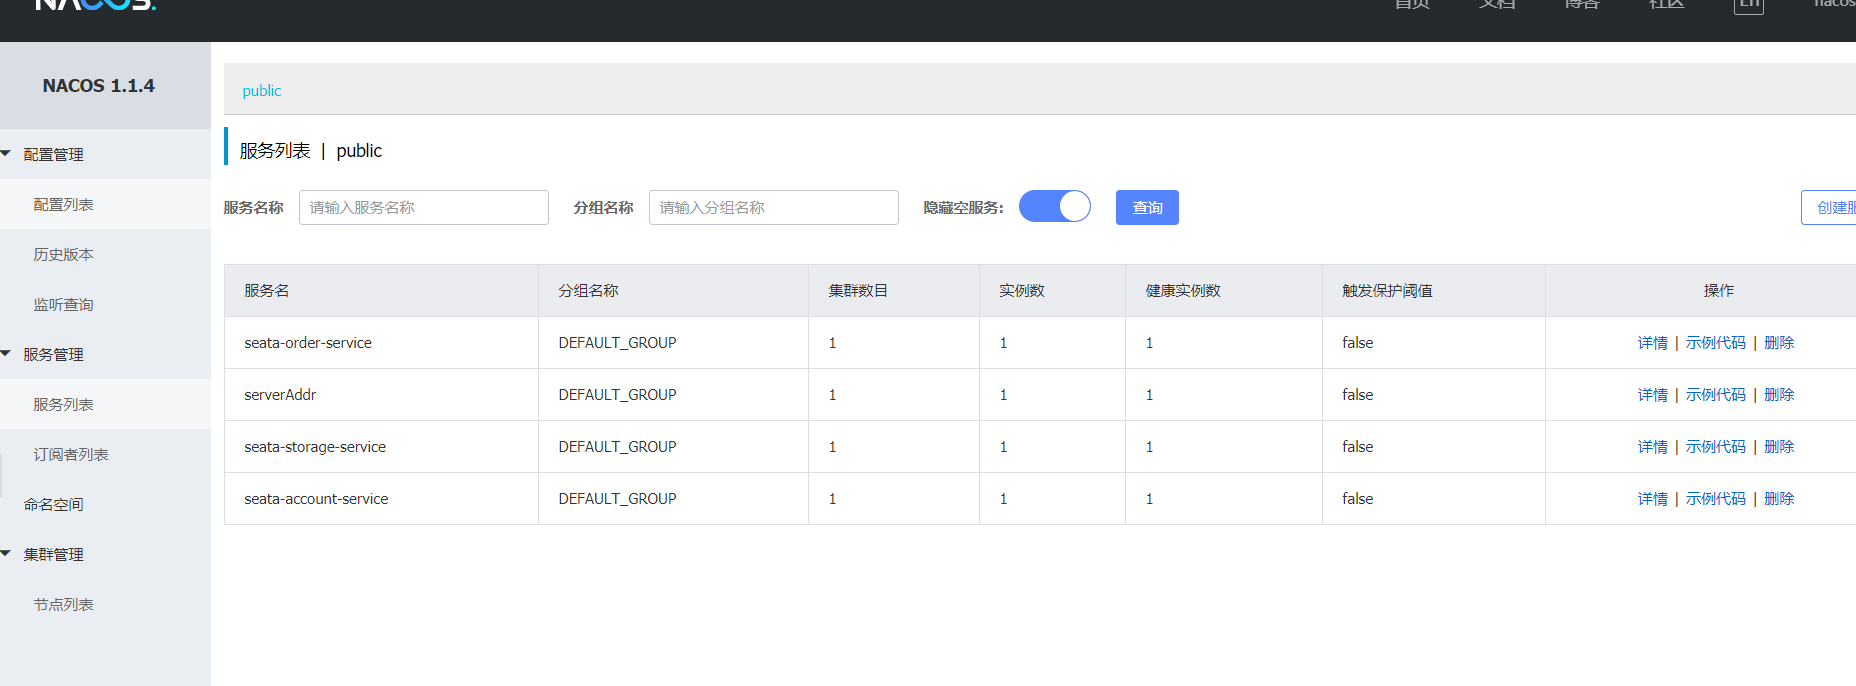 NACOS.
首页 文档 博客 社区 En nacos
NACOS 1.1.4
配置管理
配置列表
历史版本
监听查询
服务管理
服务列表
订阅者列表
命名空间
集群管理
节点列表
public
服务列表 | public
服务名称 请输入服务名称 分组名称 请输入分组名称 隐藏空服务: 查询 创建服
服务名 分组名称 集群数目 实例数 健康实例数 触发保护阈值 操作
seata-order-service DEFAULT_GROUP 1 1 1 false 详情 | 示例代码 | 删除
serverAddr DEFAULT_GROUP 1 1 1 false 详情 | 示例代码 | 删除
seata-storage-service DEFAULT_GROUP 1 1 1 false 详情 | 示例代码 | 删除
seata-account-service DEFAULT_GROUP 1 1 1 false 详情 | 示例代码 | 删除